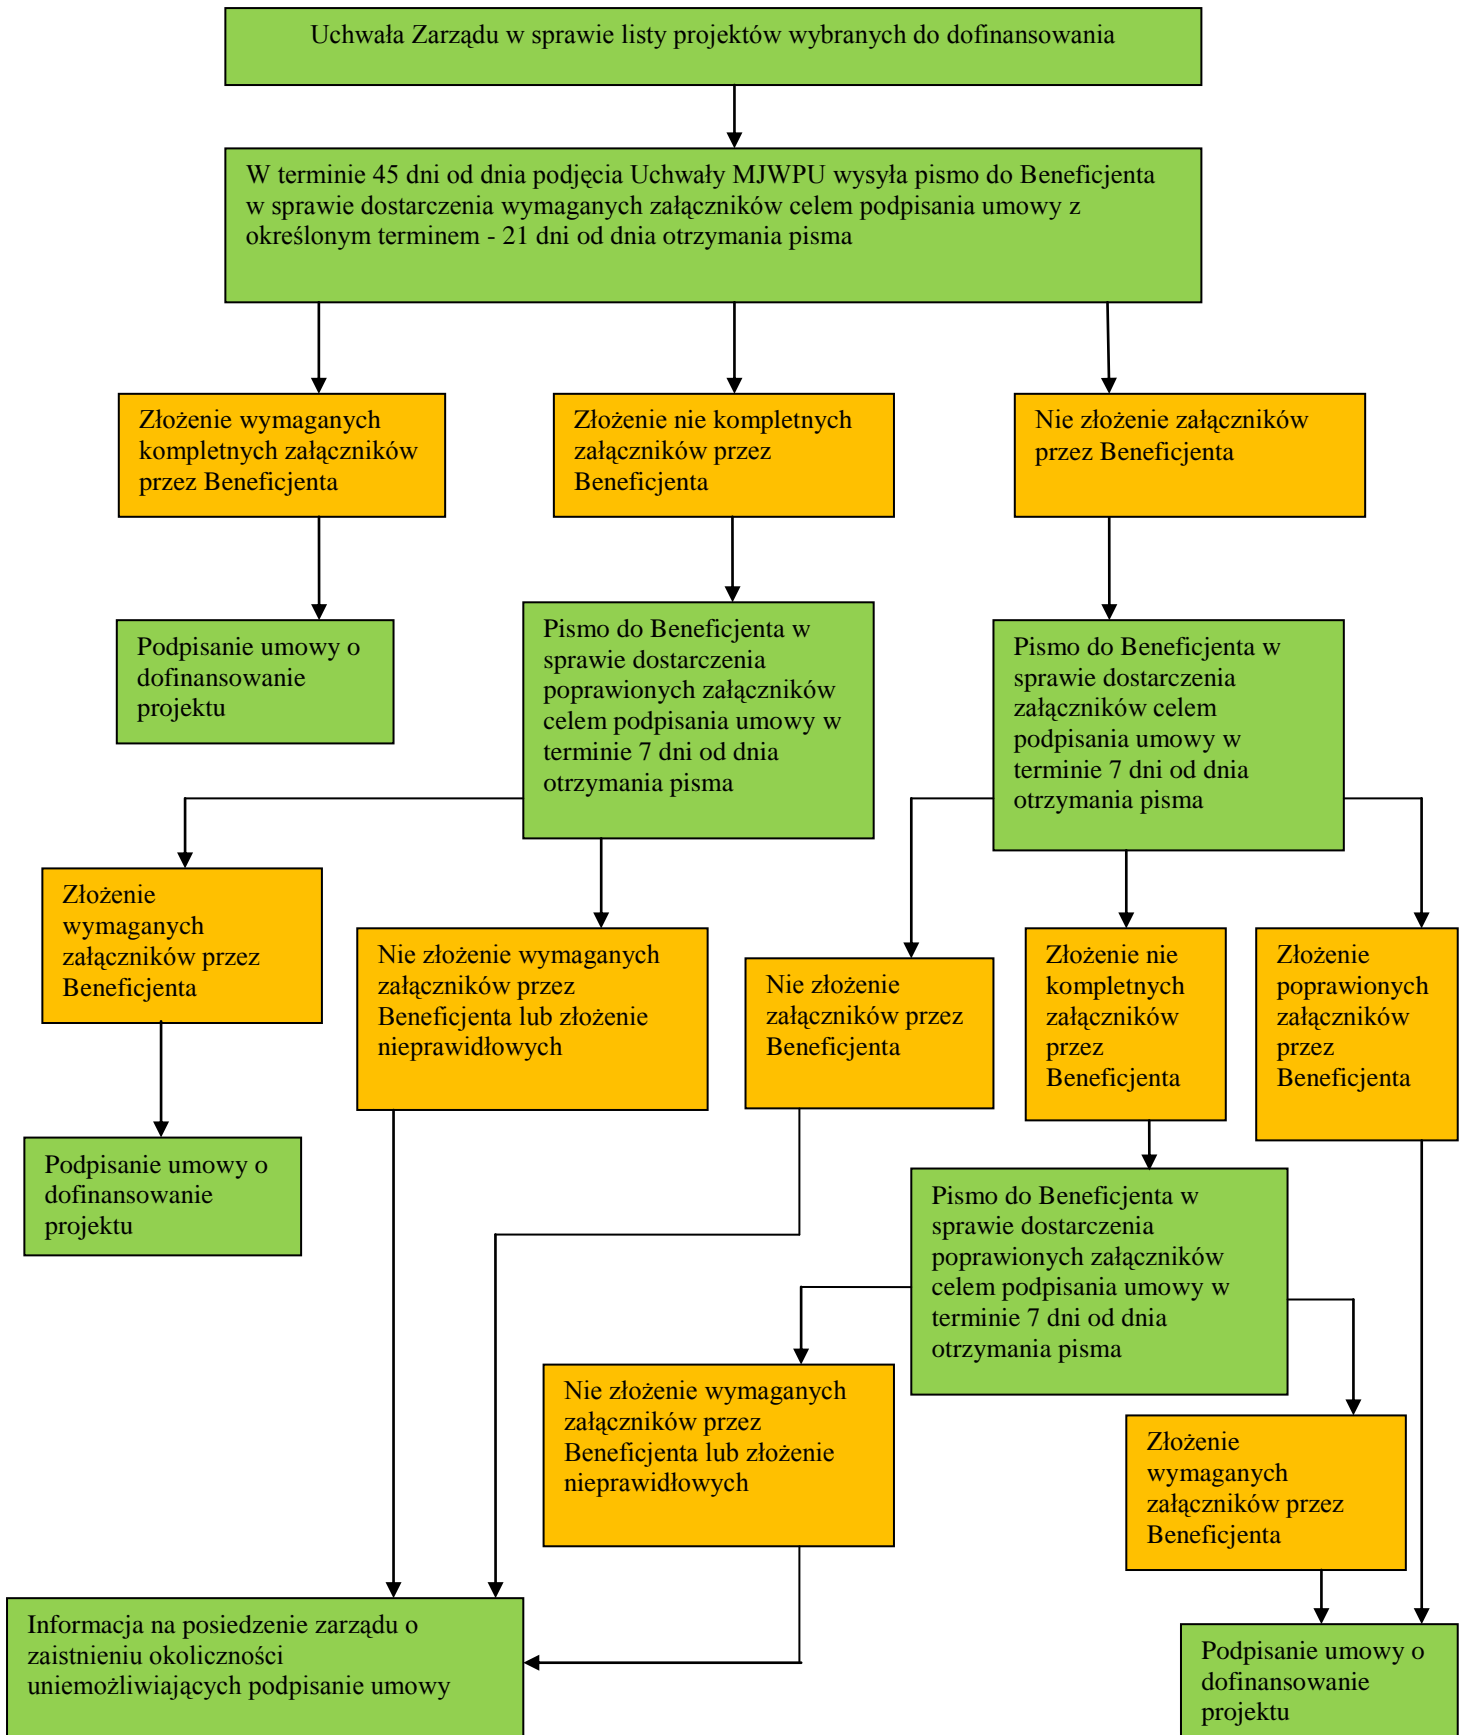 Uchwała Zarządu w sprawie listy projektów wybranych do dofinansowania
W terminie 45 dni od dnia podjęcia Uchwały MJWPU wysyła pismo do Beneficjenta
w sprawie dostarczenia wymaganych załączników celem podpisania umowy z
określonym terminem - 21 dni od dnia otrzymania pisma
Złożenie wymaganych
kompletnych załączników
przez Beneficjenta
Złożenie nie kompletnych
załączników przez
Beneficjenta
Nie złożenie załączników
przez Beneficjenta
Podpisanie umowy o
dofinansowanie
projektu
Pismo do Beneficjenta w
sprawie dostarczenia
poprawionych załączników
celem podpisania umowy w
terminie 7 dni od dnia
otrzymania pisma
Pismo do Beneficjenta w
sprawie dostarczenia
załączników celem
podpisania umowy w
terminie 7 dni od dnia
otrzymania pisma
Złożenie
wymaganych
załączników przez
Beneficjenta
Nie złożenie wymaganych
załączników przez
Beneficjenta lub złożenie
nieprawidłowych
Nie złożenie
załączników przez
Beneficjenta
Złożenie nie
kompletnych
załączników
przez
Beneficjenta
Złożenie
poprawionych
załączników
przez
Beneficjenta
Podpisanie umowy o
dofinansowanie
projektu
Pismo do Beneficjenta w
sprawie dostarczenia
poprawionych załączników
celem podpisania umowy w
terminie 7 dni od dnia
otrzymania pisma
Nie złożenie wymaganych
załączników przez
Beneficjenta lub złożenie
nieprawidłowych
Złożenie
wymaganych
załączników przez
Beneficjenta
Informacja na posiedzenie zarządu o
zaistnieniu okoliczności
uniemożliwiających podpisanie umowy
Podpisanie umowy o
dofinansowanie
projektu